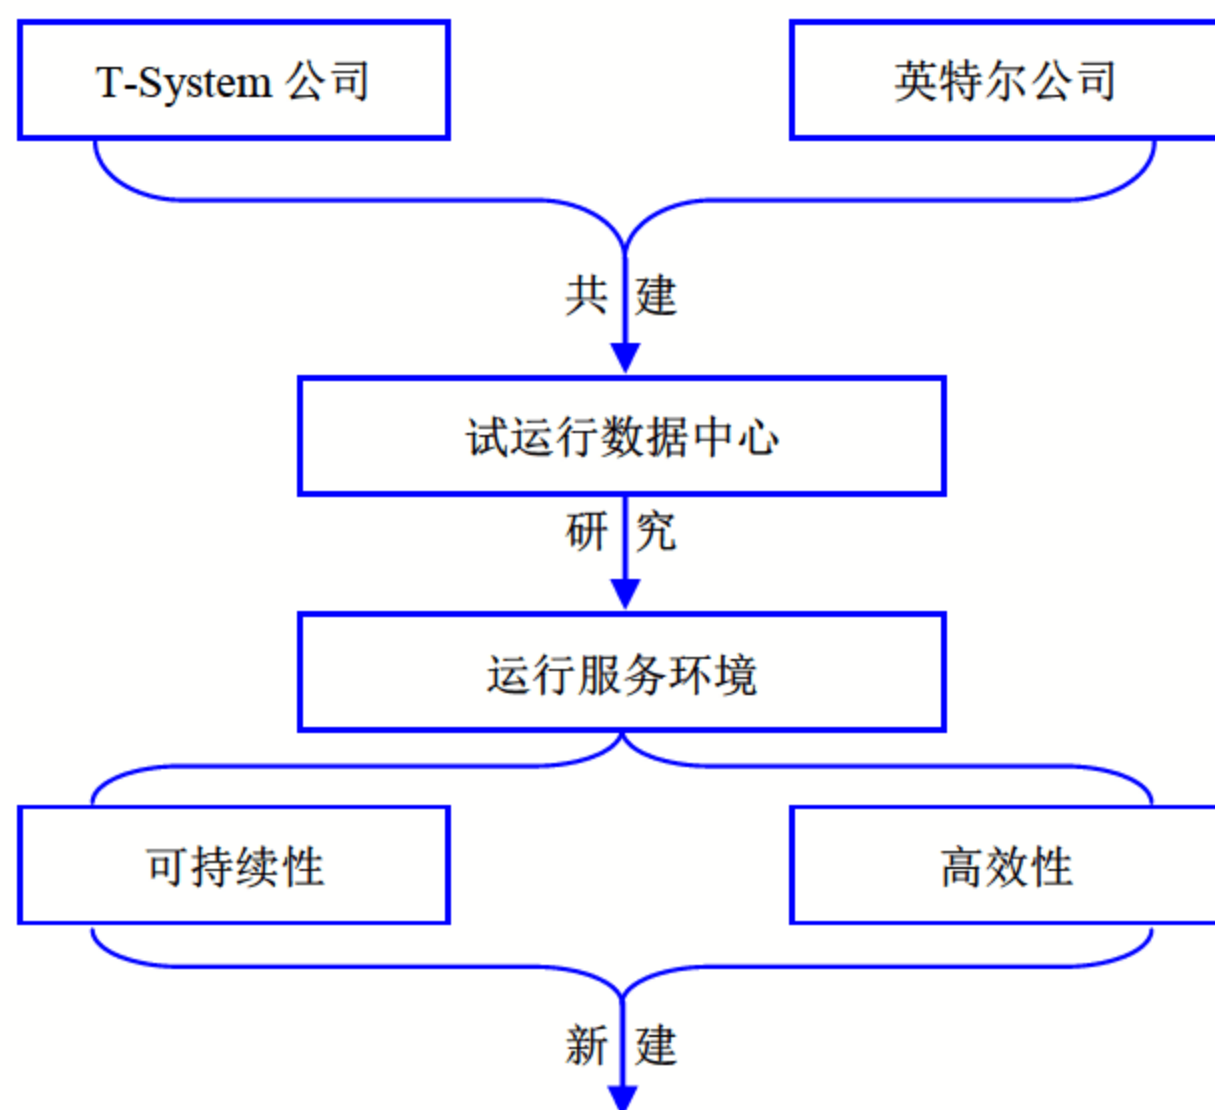 T-System 公司
英特尔公司
共 建
试运行数据中心
研 究
运行服务环境
可持续性
高效性
新 建